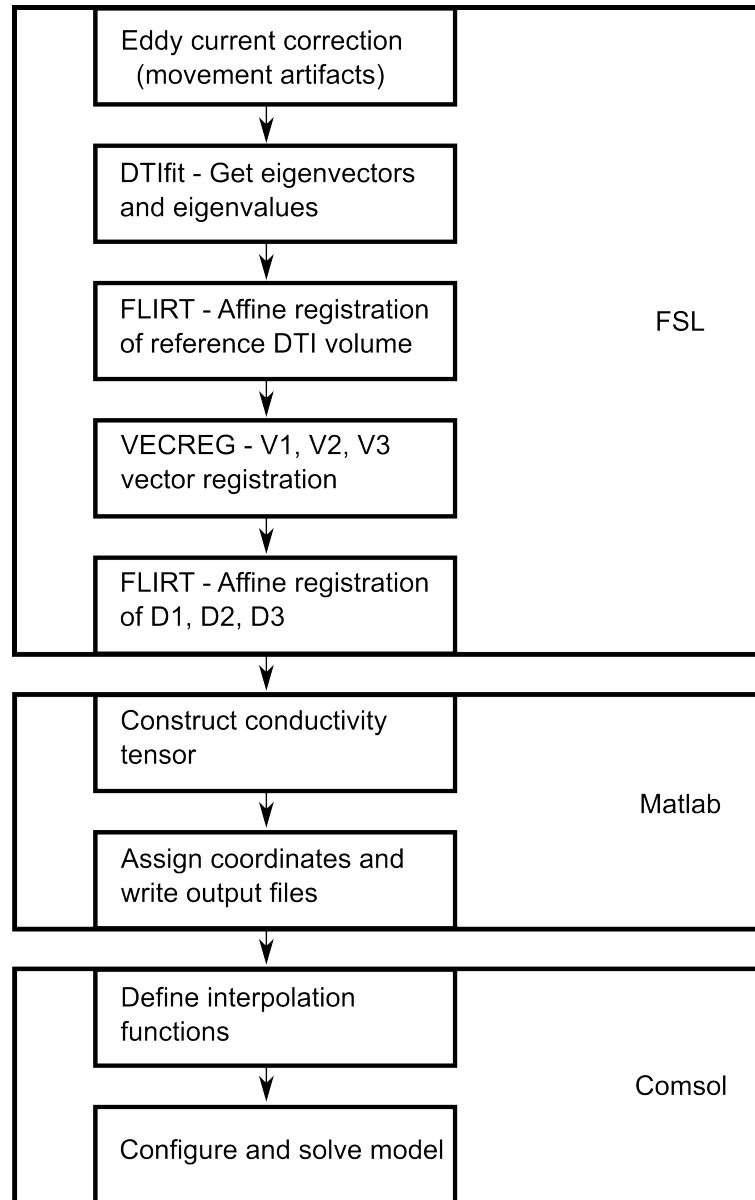 Eddy current correction
(movement artifacts)
DTIfit - Get eigenvectors
and eigenvalues
FLIRT - Affine registration
of reference DTI volume
FSL
VECREG - V1, V2, V3
vector registration
FLIRT - Affine registration
of D1, D2, D3
Construct conductivity
tensor
Matlab
Assign coordinates and
write output files
Define interpolation
functions
Comsol
Configure and solve model